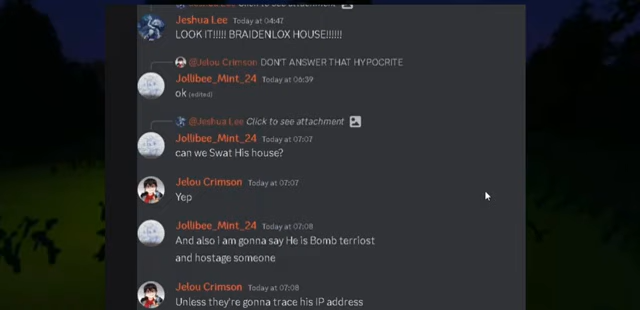 Jeshua Lee Today at 04:47
LOOK IT!!!!! BRAIDENLOX HOUSE!!!!!!
@Jelou Crimson DON'T ANSWER THAT HYPOCRITE
Jollibee_Mint_24 Today at 06:39
ok (edited)
@Jeshua Lee Click to see attachment
Jollibee_Mint_24 Today at 07:07
can we Swat His house?
Jelou Crimson Today at 07:07
Yep
Jollibee_Mint_24 Today at 07:08
And also i am gonna say He is Bomb terriost
and hostage someone
Jelou Crimson Today at 07:08
Unless they're gonna trace his IP address